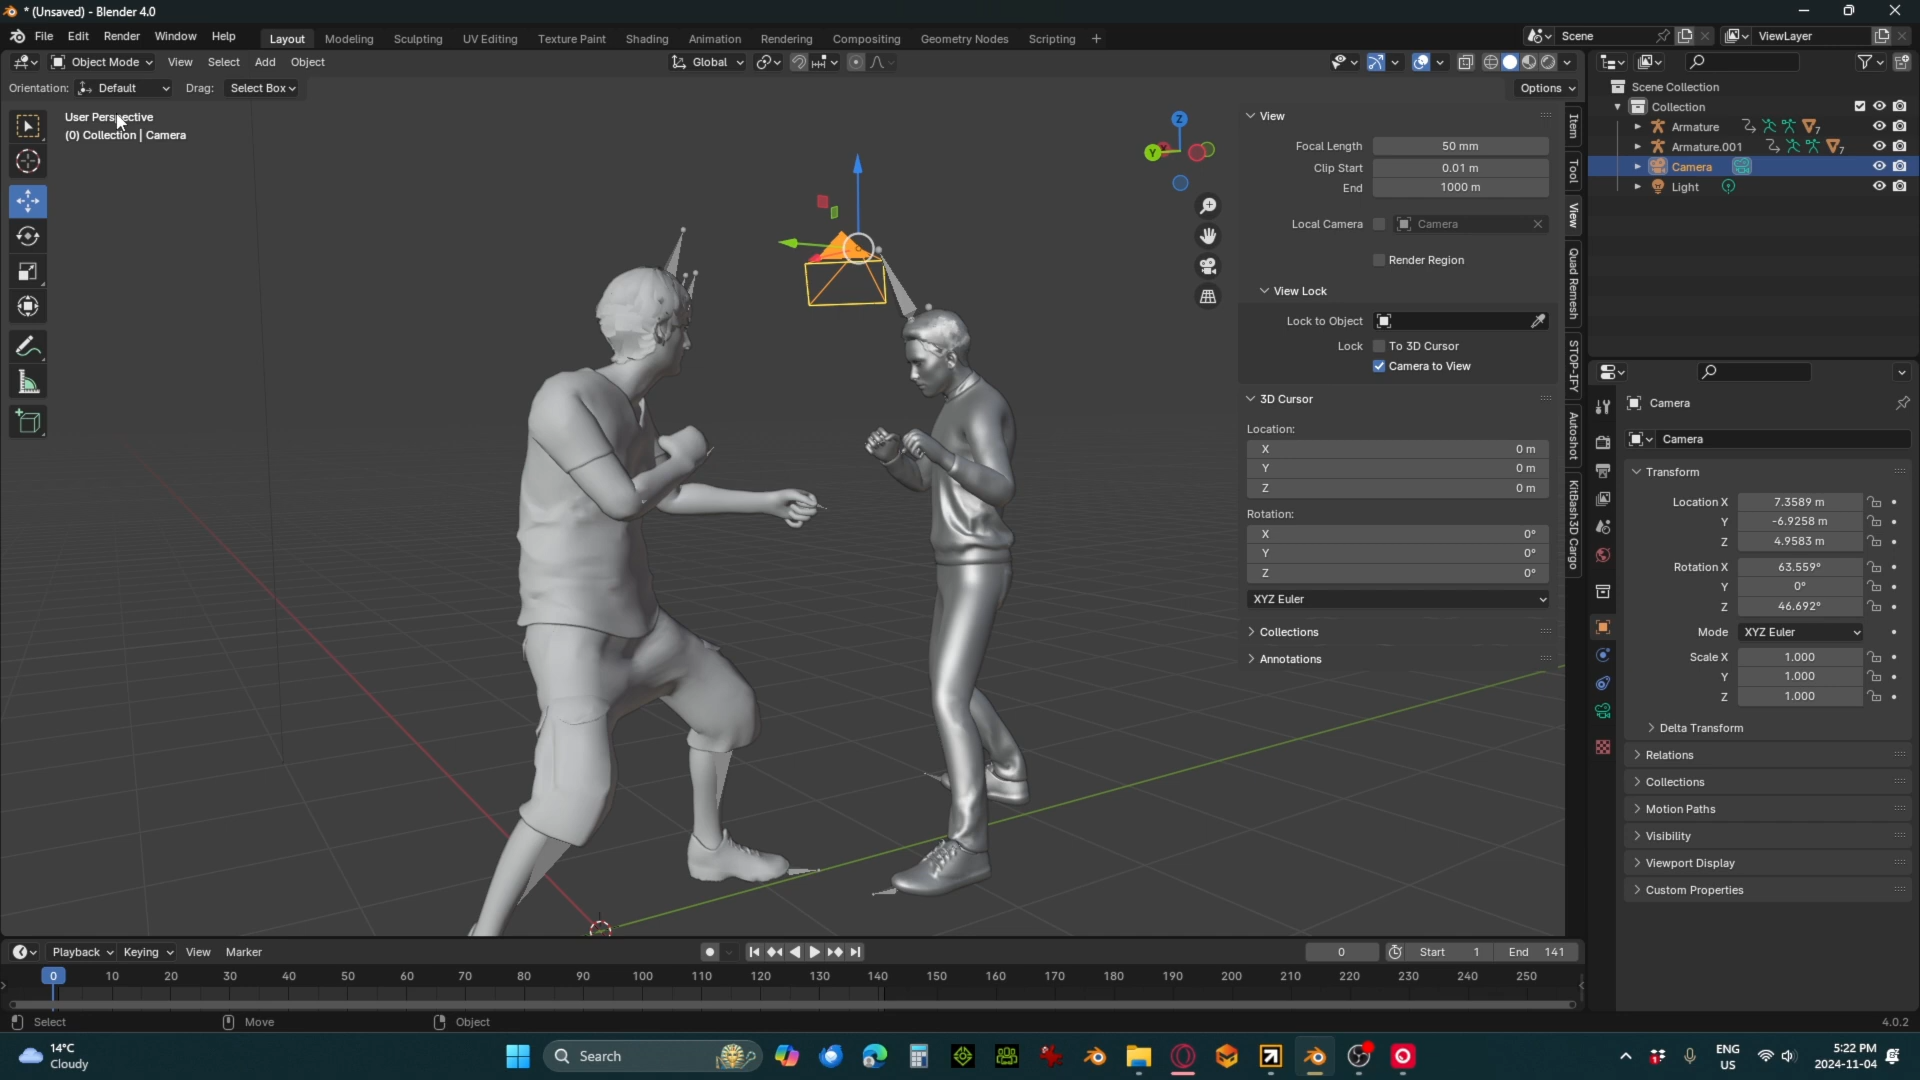 * (Unsaved) - Blender 4.0
File Edit Render Window Help
Layout Modeling Sculpting UV Editing Texture Paint Shading Animation Rendering Compositing Geometry Nodes Scripting +
Scene ViewLayer
Object Mode View Select Add Object Global
Orientation: Default Drag: Select Box Options
User Perspective
(0) Collection | Camera
Z
Y
View
Focal Length 50 mm
Clip Start 0.01 m
End 1000 m
Local Camera Camera
Render Region
View Lock
Lock to Object
Lock To 3D Cursor
Camera to View
3D Cursor
Location:
X 0 m
Y 0 m
Z 0 m
Rotation:
X 0°
Y 0°
Z 0°
XYZ Euler
Collections
Annotations
Item
Tool
View
Quad Remesh
STOP-IFY
Autoshot
KitBash3D Cargo
Scene Collection
Collection
Armature 7
Armature.001 7
Camera
Light
Camera
Camera
Transform
Location X 7.3589 m
Y -6.9258 m
Z 4.9583 m
Rotation X 63.559°
Y 0°
Z 46.692°
Mode XYZ Euler
Scale X 1.000
Y 1.000
Z 1.000
Delta Transform
Relations
Collections
Motion Paths
Visibility
Viewport Display
Custom Properties
Playback Keying View Marker 0 Start 1 End 141
0 10 20 30 40 50 60 70 80 90 100 110 120 130 140 150 160 170 180 190 200 210 220 230 240 250
Select Move Object 4.0.2
14°C
Cloudy
Search
ENG
US
5:22 PM
2024-11-04